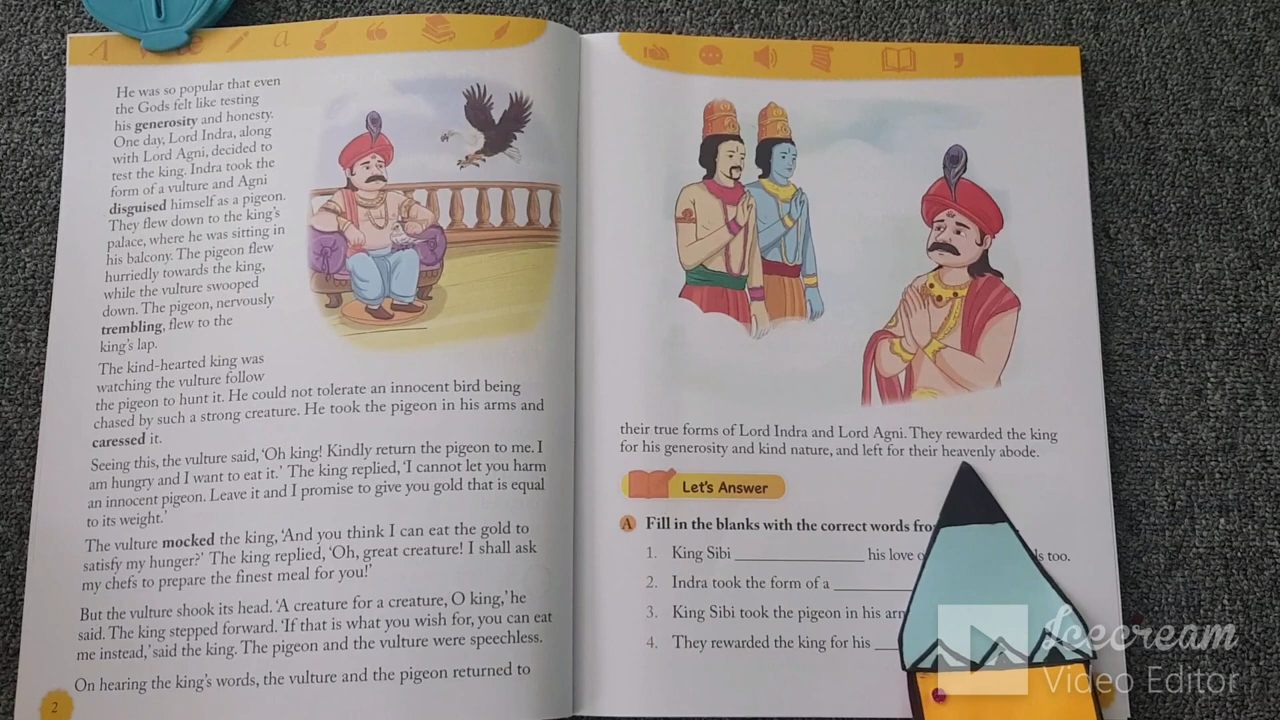 He was so popular that even
the Gods felt like testing
his generosity and honesty.
One day, Lord Indra, along
with Lord Agni, decided to
test the king. Indra took the
form of a vulture and Agni
disguised himself as a pigeon.
They flew down to the king's
palace, where he was sitting in
his balcony. The pigeon flew
hurriedly towards the king,
while the vulture swooped
down. The pigeon, nervously
trembling, flew to the
king's lap.
The kind-hearted king was
watching the vulture follow
the pigeon to hunt it. He could not tolerate an innocent bird being
chased by such a strong creature. He took the pigeon in his arms and
caressed it.
Seeing this, the vulture said, 'Oh king! Kindly return the pigeon to me. I
am hungry and I want to eat it.' The king replied, 'I cannot let you harm
an innocent pigeon. Leave it and I promise to give you gold that is equal
to its weight.'
The vulture mocked the king, 'And you think I can eat the gold to
satisfy my hunger?' The king replied, 'Oh, great creature! I shall ask
my chefs to prepare the finest meal for you!'
But the vulture shook its head. 'A creature for a creature, O king,' he
said. The king stepped forward. 'If that is what you wish for, you can eat
me instead,' said the king. The pigeon and the vulture were speechless.
On hearing the king's words, the vulture and the pigeon returned to
2
their true forms of Lord Indra and Lord Agni. They rewarded the king
for his generosity and kind nature, and left for their heavenly abode.
Let's Answer
A Fill in the blanks with the correct words
1. King Sibi ______________ his love too.
2. Indra took the form of a ________
3. King Sibi took the pigeon in his
4. They rewarded the king for his ___
Icecream
Video Editor